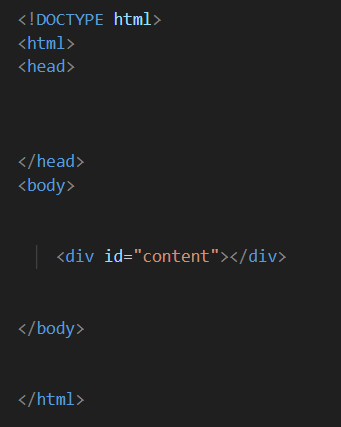 <!DOCTYPE html>
<html>
<head>
</head>
<body>
<div id="content"></div>
</body>
</html>